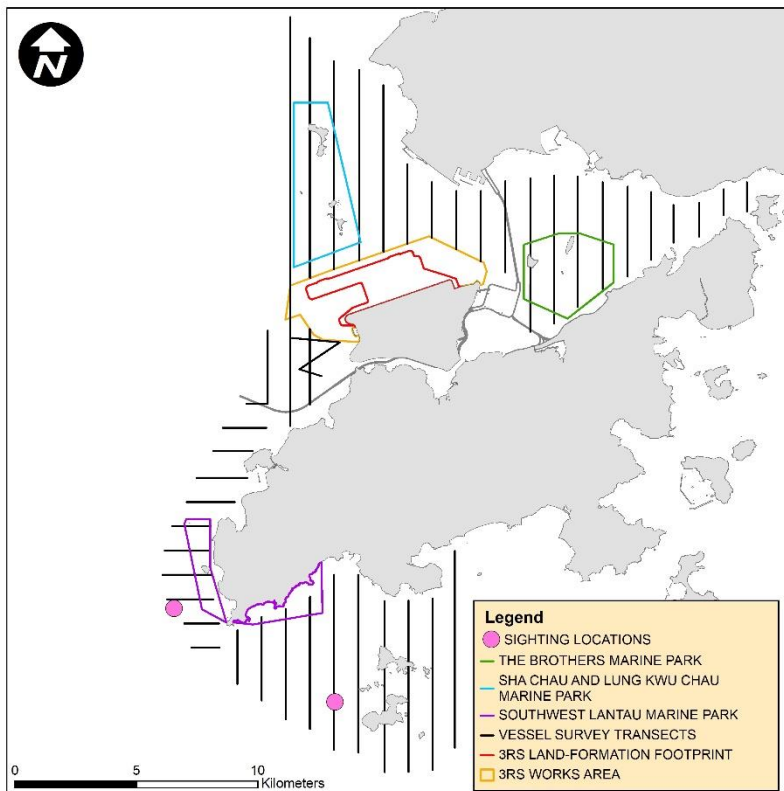 N
Legend
SIGHTING LOCATIONS
THE BROTHERS MARINE PARK
SHA CHAU AND LUNG KWU CHAU
MARINE PARK
SOUTHWEST LANTAU MARINE PARK
VESSEL SURVEY TRANSECTS
3RS LAND-FORMATION FOOTPRINT
3RS WORKS AREA
0 5 10
Kilometers